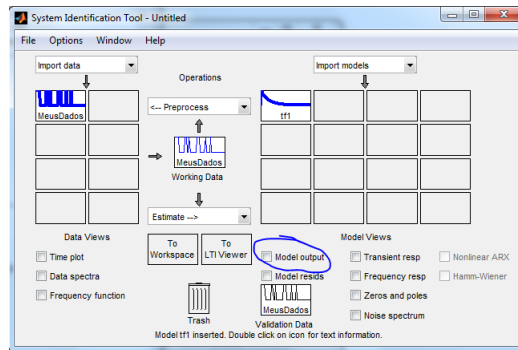 System Identification Tool - Untitled
File Options Window Help
Import data
Operations
Import models
MeusDados
<-- Preprocess
tf1
MeusDados
Working Data
Estimate -->
Data Views
To Workspace
To LTI Viewer
Model Views
Time plot
Model output
Transient resp
Nonlinear ARX
Data spectra
Model resids
Frequency resp
Hamm-Wiener
Frequency function
Zeros and poles
MeusDados
Noise spectrum
Trash
Validation Data
Model tf1 inserted. Double click on icon for text information.